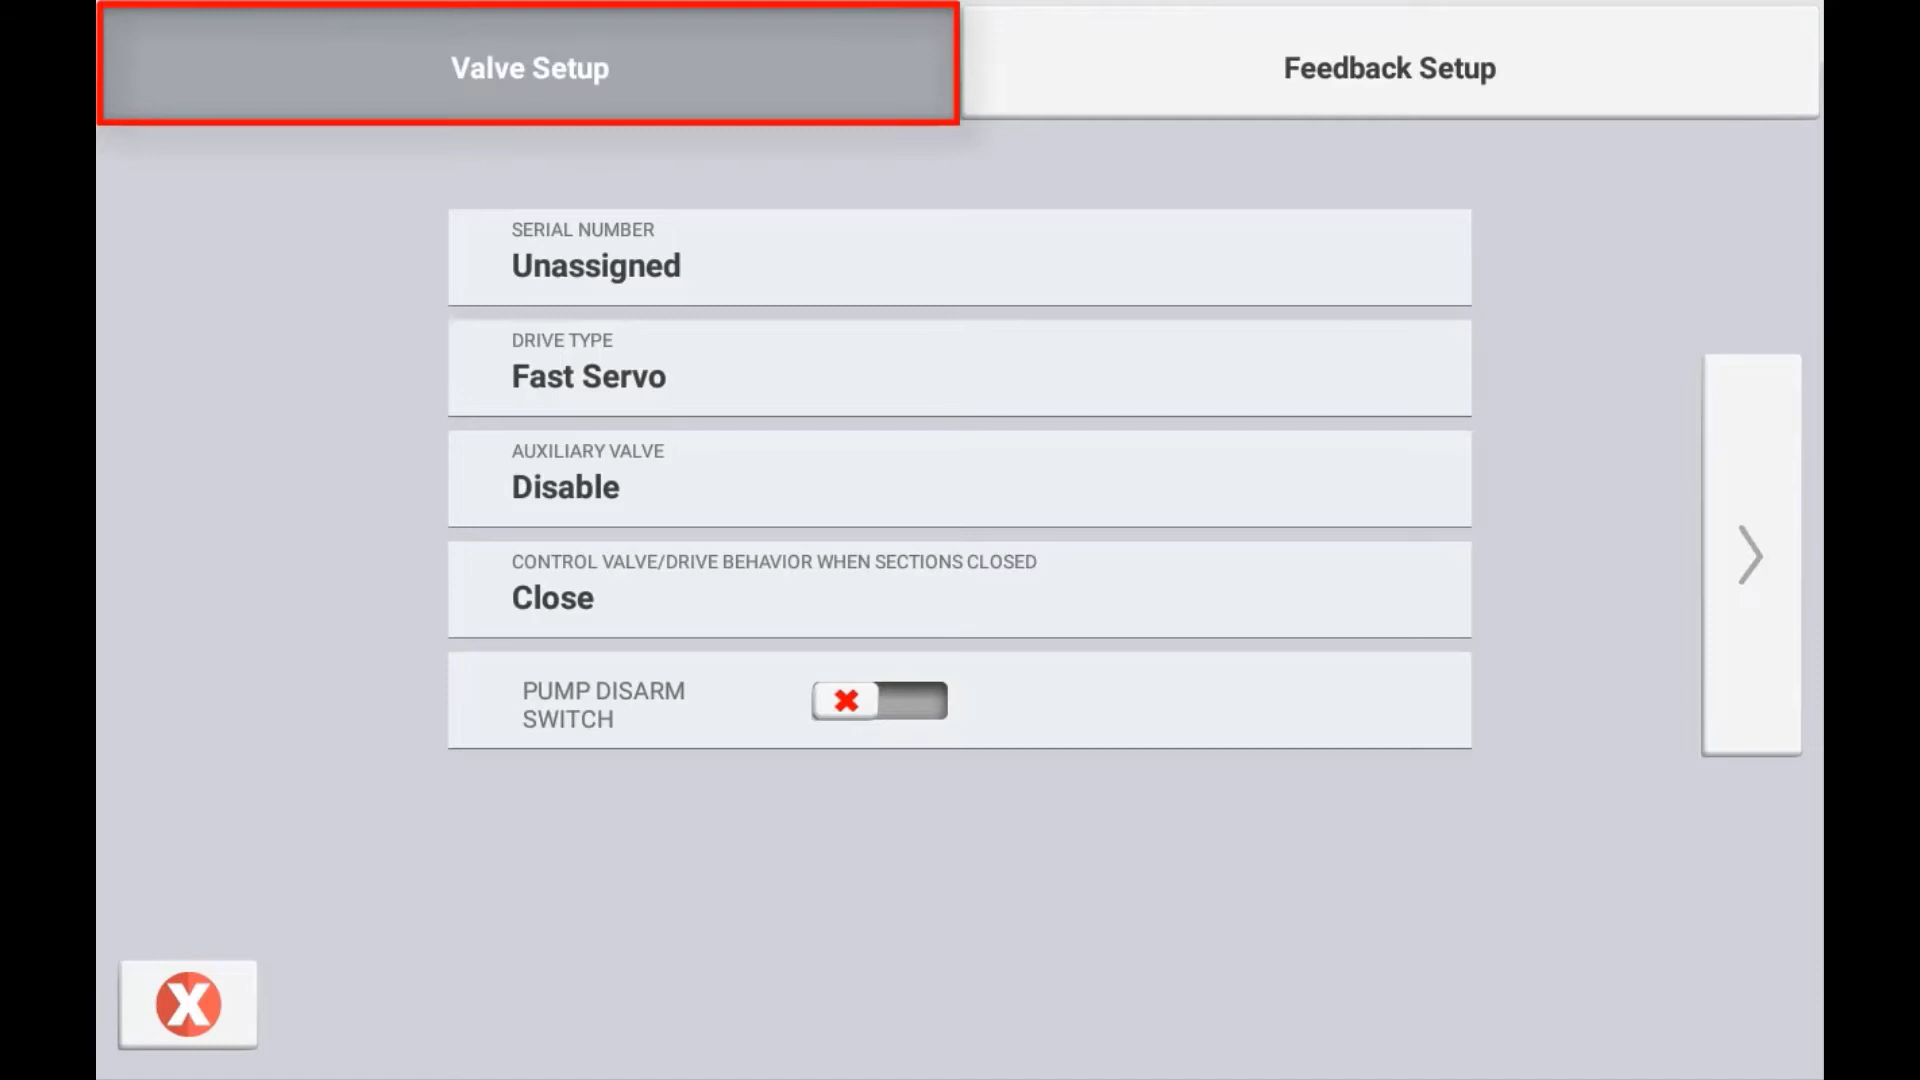 Valve Setup
Feedback Setup
SERIAL NUMBER
Unassigned
DRIVE TYPE
Fast Servo
AUXILIARY VALVE
Disable
CONTROL VALVE/DRIVE BEHAVIOR WHEN SECTIONS CLOSED
Close
PUMP DISARM
SWITCH